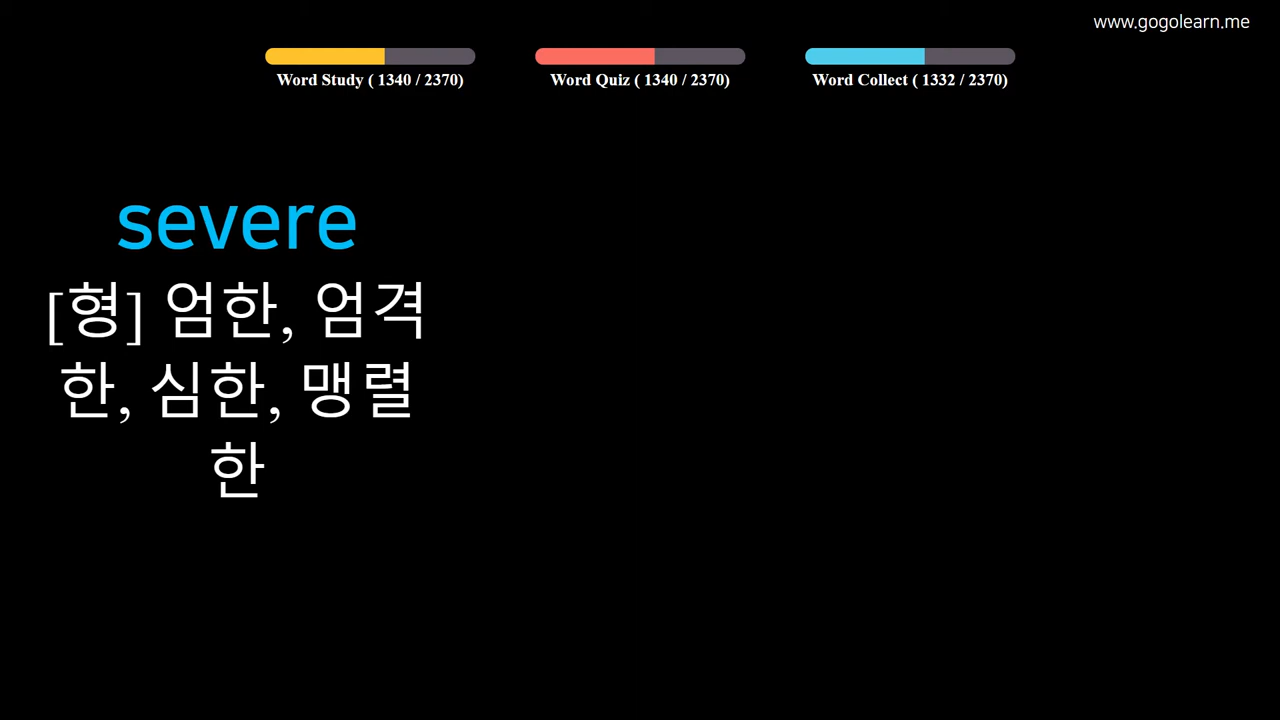 www.gogolearn.me
Word Study ( 1340 / 2370)
Word Quiz ( 1340 / 2370)
Word Collect ( 1332 / 2370)
severe
[형] 엄한, 엄격
한, 심한, 맹렬
한